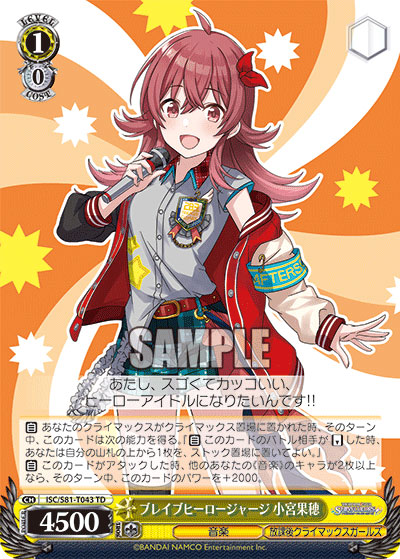 LEVEL
1
0
COST
AFTERS
SAMPLE
あたし、スゴくてカッコいい、
ヒーローアイドルになりたいんです!!
自 あなたのクライマックスがクライマックス置場に置かれた時、そのターン
中、このカードは次の能力を得る。『自 このカードのバトル相手が【リバース】した
時、あなたは自分の山札の上から1枚を、ストック置場に置いてよい。』
自 このカードがアタックした時、他のあなたの《音楽》のキャラが2枚以上
なら、そのターン中、このカードのパワーを+2000。
CH ISC/S81-T043 TD
ブレイブヒーロージャージ 小宮果穂
4500
音楽
放課後クライマックスガールズ
©BANDAI NAMCO Entertainment Inc.